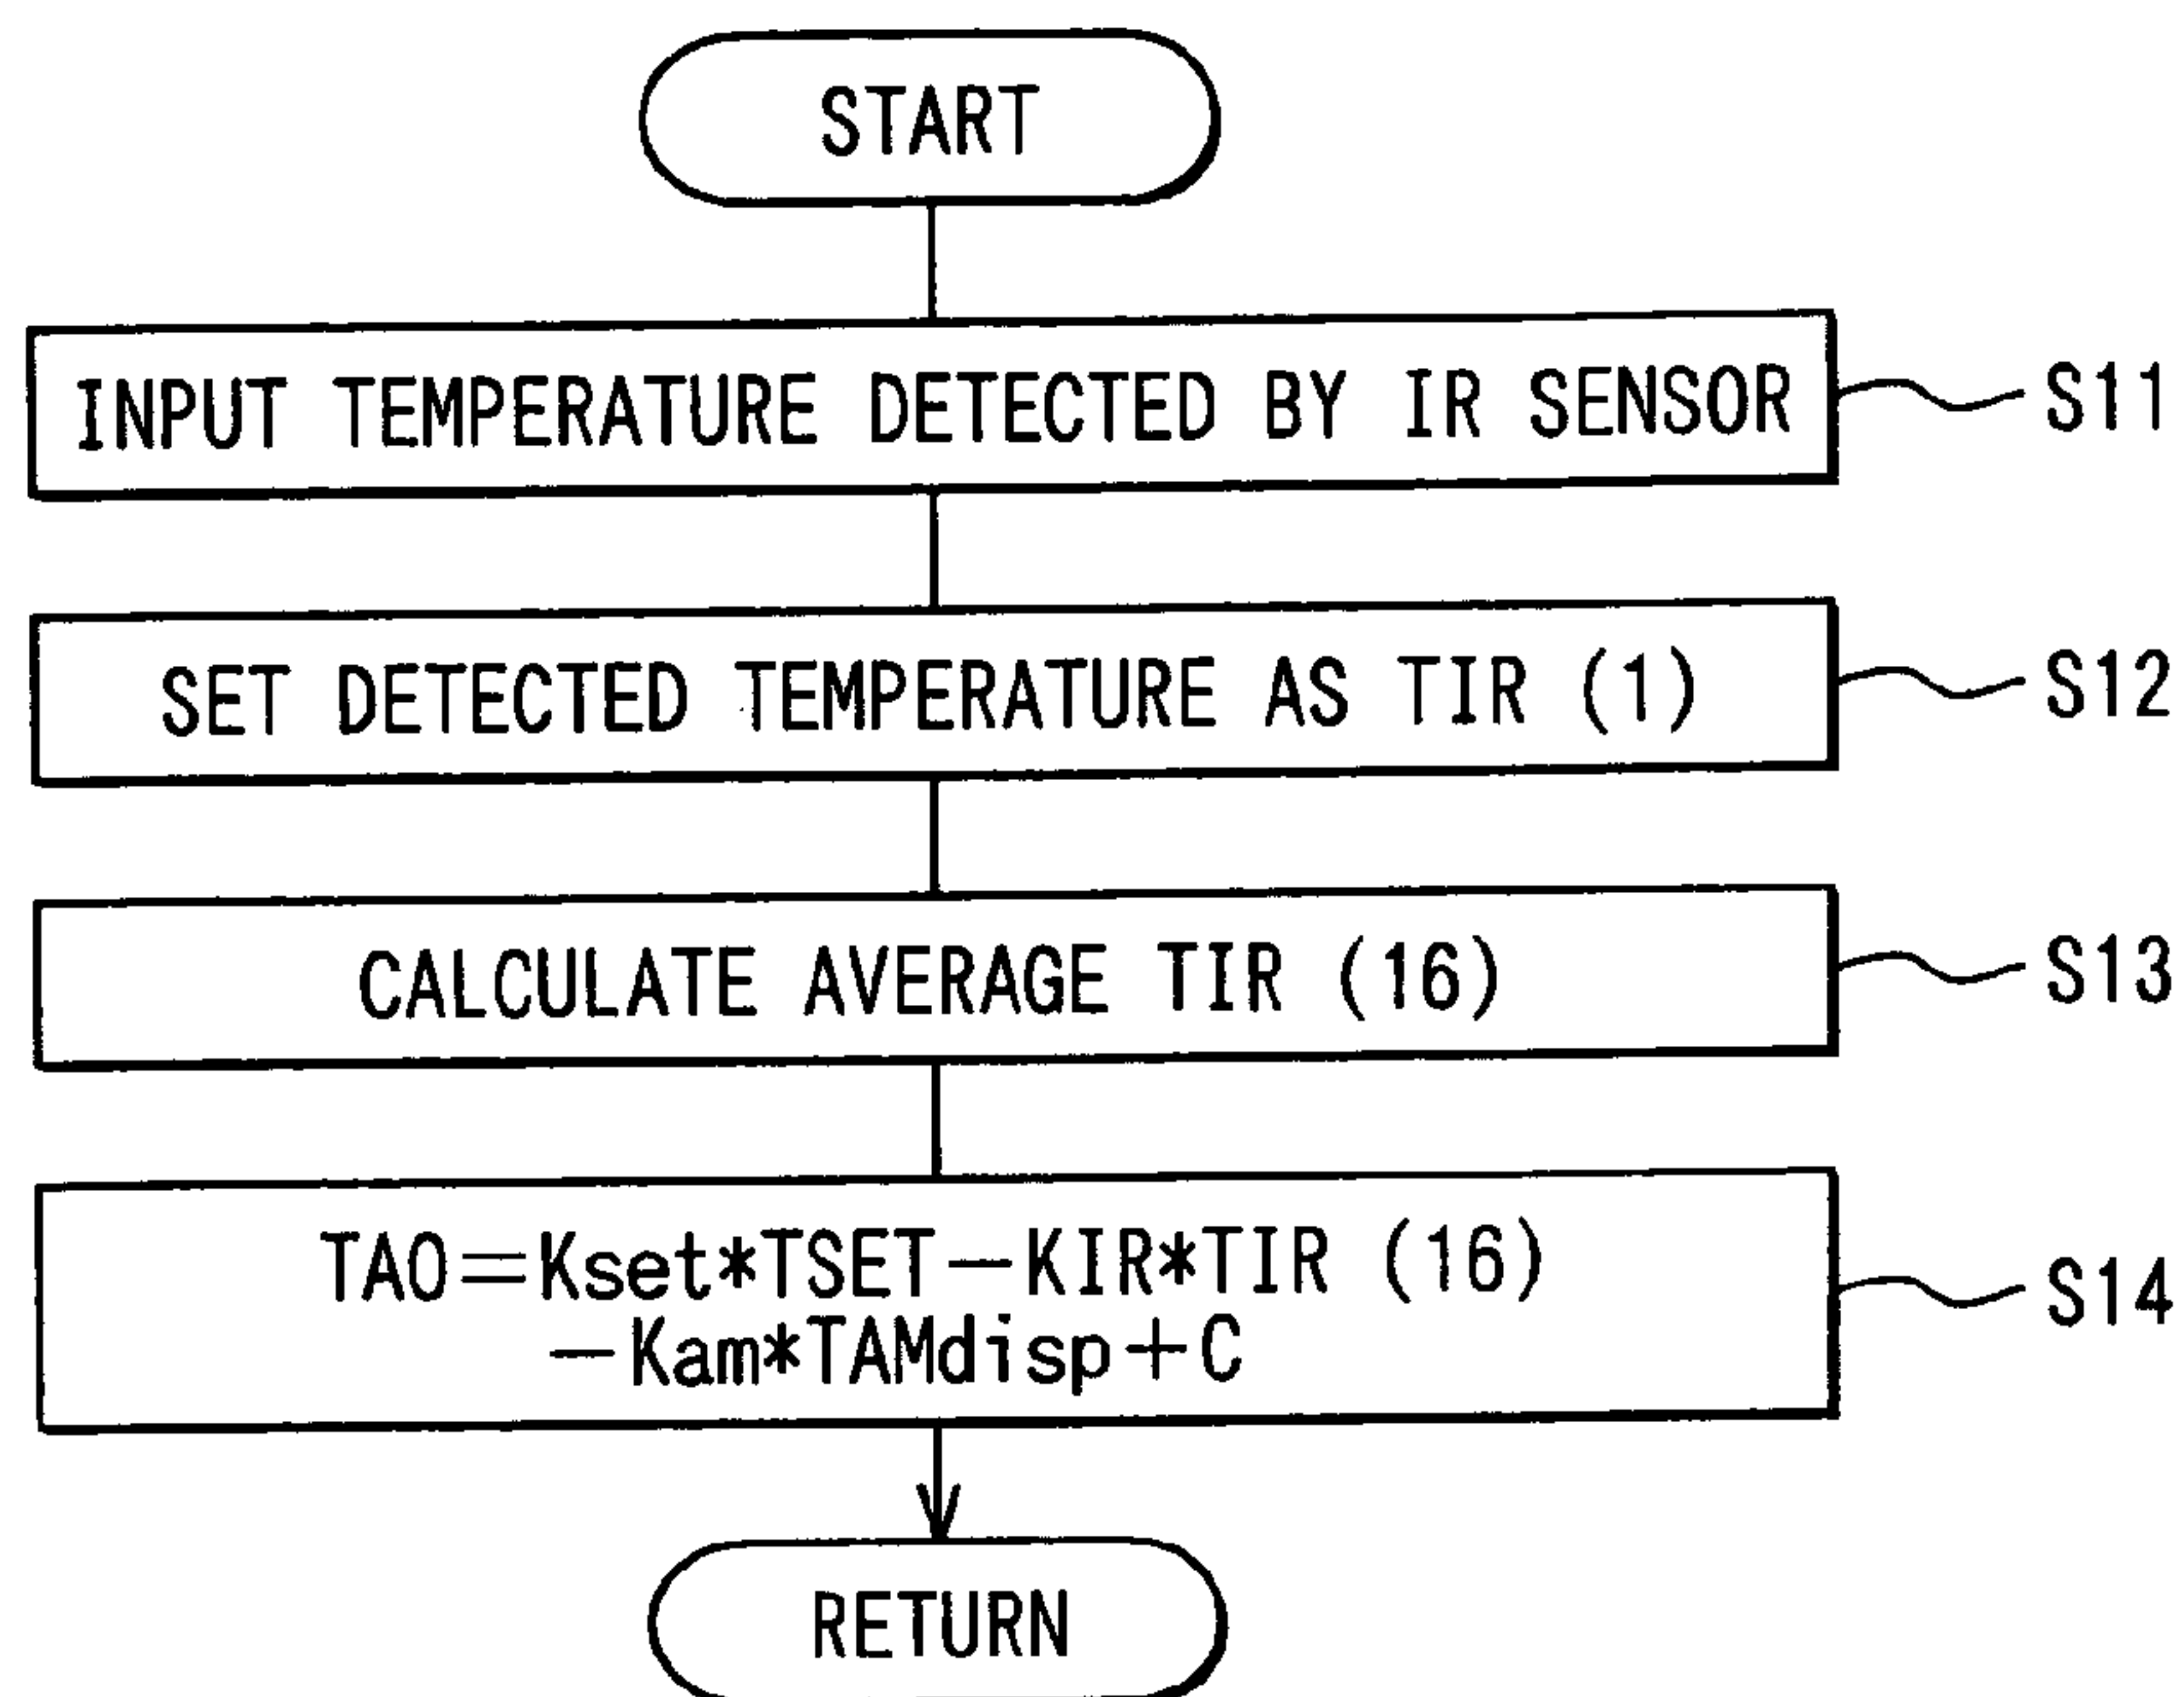 START
INPUT TEMPERATURE DETECTED BY IR SENSOR
S11
SET DETECTED TEMPERATURE AS TIR (1)
S12
CALCULATE AVERAGE TIR (16)
S13
TAO=Kset*TSET-KIR*TIR (16)
-Kam*TAMdisp+C
S14
RETURN